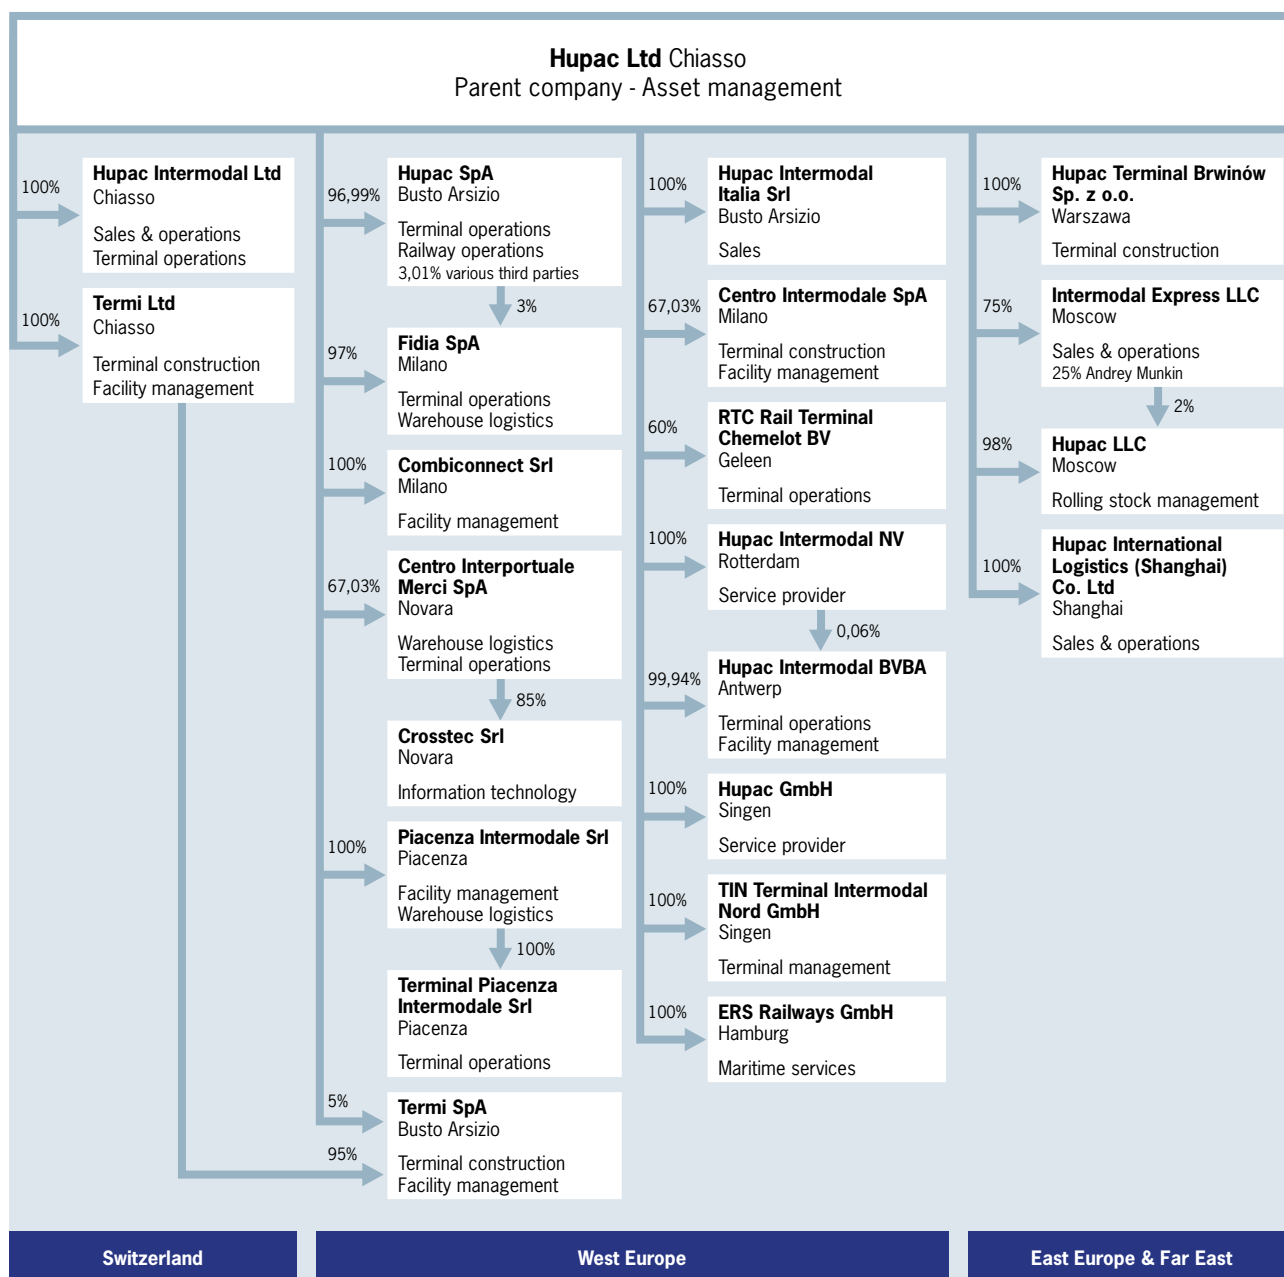 Hupac Ltd Chiasso
Parent company - Asset management
100%
Hupac Intermodal Ltd
Chiasso
Sales & operations
Terminal operations
100%
Termi Ltd
Chiasso
Terminal construction
Facility management
96,99%
Hupac SpA
Busto Arsizio
Terminal operations
Railway operations
3,01% various third parties
3%
97%
Fidia SpA
Milano
Terminal operations
Warehouse logistics
100%
Combiconnect Srl
Milano
Facility management
67,03%
Centro Interportuale
Merci SpA
Novara
Warehouse logistics
Terminal operations
85%
Crosstec Srl
Novara
Information technology
100%
Piacenza Intermodale Srl
Piacenza
Facility management
Warehouse logistics
100%
Terminal Piacenza
Intermodale Srl
Piacenza
Terminal operations
5%
Termi SpA
Busto Arsizio
95%
Terminal construction
Facility management
100%
Hupac Intermodal
Italia Srl
Busto Arsizio
Sales
67,03%
Centro Intermodale SpA
Milano
Terminal construction
Facility management
60%
RTC Rail Terminal
Chemelot BV
Geleen
Terminal operations
100%
Hupac Intermodal NV
Rotterdam
Service provider
0,06%
99,94%
Hupac Intermodal BVBA
Antwerp
Terminal operations
Facility management
100%
Hupac GmbH
Singen
Service provider
100%
TIN Terminal Intermodal
Nord GmbH
Singen
Terminal management
100%
ERS Railways GmbH
Hamburg
Maritime services
100%
Hupac Terminal Brwinów
Sp. z o.o.
Warszawa
Terminal construction
75%
Intermodal Express LLC
Moscow
Sales & operations
25% Andrey Munkin
2%
98%
Hupac LLC
Moscow
Rolling stock management
100%
Hupac International
Logistics (Shanghai)
Co. Ltd
Shanghai
Sales & operations
Switzerland
West Europe
East Europe & Far East